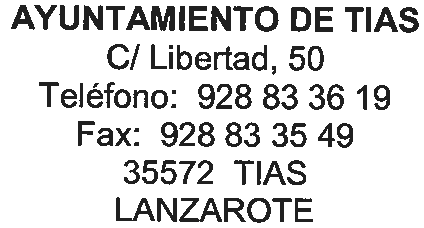 AYUNTAMIENTO DE TIAS
C/ Libertad, 50
Teléfono: 928 83 36 19
Fax: 928 83 35 49
35572 TIAS
LANZAROTE